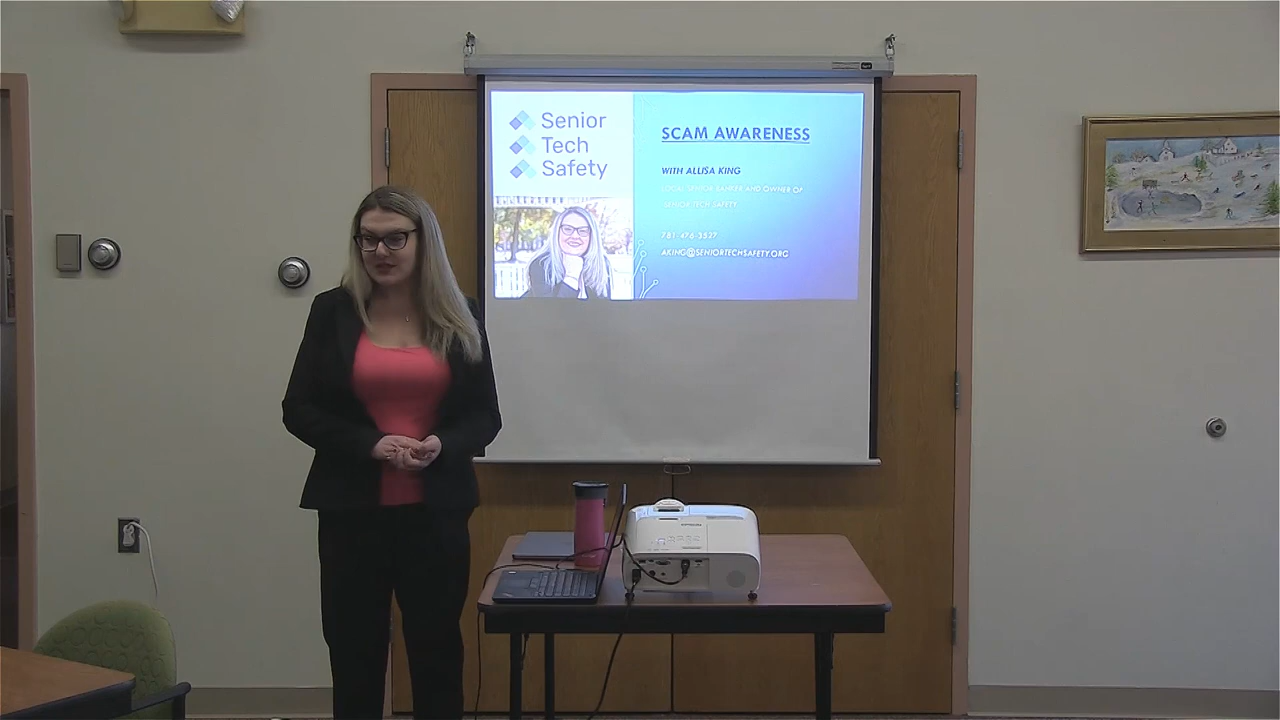 Senior
Tech
Safety
SCAM AWARENESS
WITH ALLISA KING
LOCAL SENIOR BANKER AND OWNER OF
SENIOR TECH SAFETY
781-476-3527
AKING@SENIORTECHSAFETY.ORG